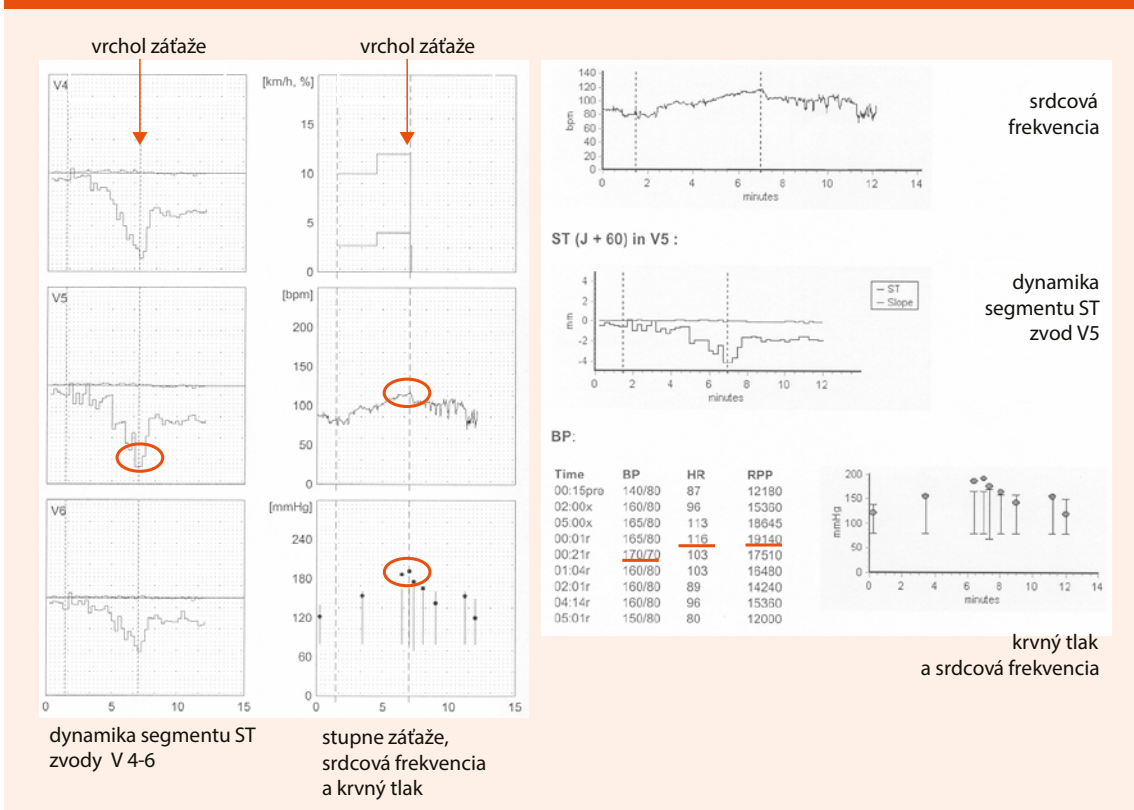 vrchol záťaže
vrchol záťaže
V4
[km/h, %]
15
10
5
0
V5
[bpm]
200
150
100
50
0
V6
[mmHg]
240
180
120
60
0
0
5
10
15
0
5
10
15
dynamika segmentu ST
zvody V 4-6
stupne záťaže,
srdcová frekvencia
a krvný tlak
140
120
100
80
60
40
20
0
bpm
0 2 4 6 8 10 12 14
minutes
srdcová
frekvencia
ST (J + 60) in V5 :
4
2
0
-2
-4
mm
0 2 4 6 8 10 12
minutes
ST
Slope
dynamika
segmentu ST
zvod V5
BP:
Time BP HR RPP
00:15pre 140/80 87 12180
02:00x 160/80 96 15360
05:00x 165/80 113 18645
00:01r 165/80 116 19140
00:21r 170/70 103 17510
01:04r 160/80 103 16480
02:01r 160/80 89 14240
04:14r 160/80 96 15360
05:01r 150/80 80 12000
200
150
100
50
0
mmHg
0 2 4 6 8 10 12 14
minutes
krvný tlak
a srdcová frekvencia